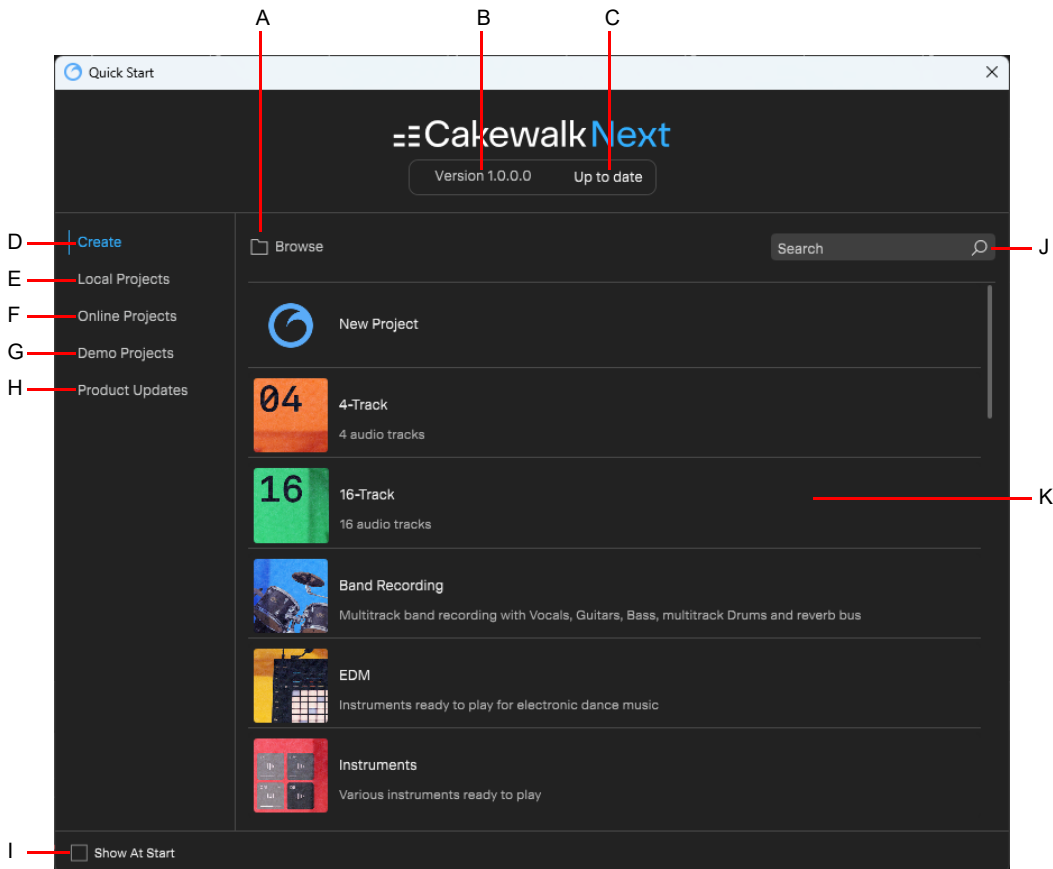 A B C
Quick Start
Cakewalk Next
Version 1.0.0.0 Up to date
D Create
Browse
Search J
E Local Projects
F Online Projects
New Project
G Demo Projects
H Product Updates
04
4-Track
4 audio tracks
16
16-Track
K
16 audio tracks
Band Recording
Multitrack band recording with Vocals, Guitars, Bass, multitrack Drums and reverb bus
EDM
Instruments ready to play for electronic dance music
Instruments
Various instruments ready to play
I Show At Start